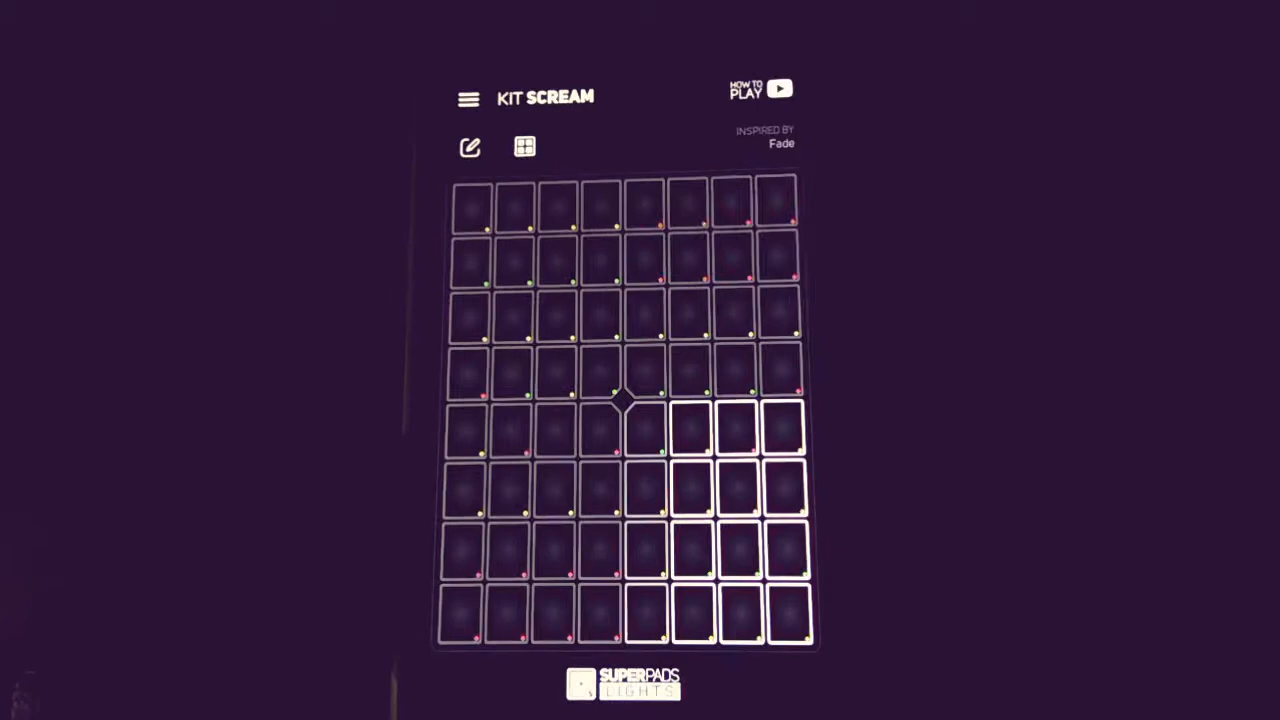 KIT SCREAM
HOW TO
PLAY
INSPIRED BY
Fade
SUPERPADS
LIGHTS